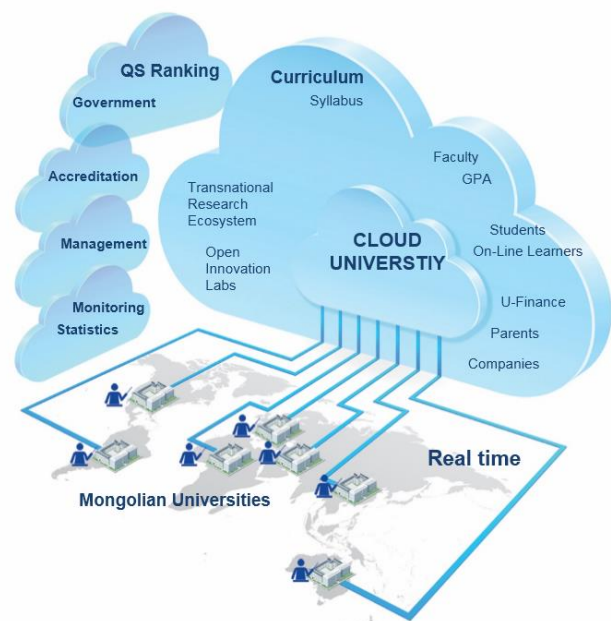 QS Ranking
Government
Accreditation
Management
Monitoring
Statistics
Curriculum
Syllabus
Faculty
GPA
Transnational
Research
Ecosystem
Open
Innovation
Labs
CLOUD
UNIVERSTIY
Students
On-Line Learners
U-Finance
Parents
Companies
Real time
Mongolian Universities